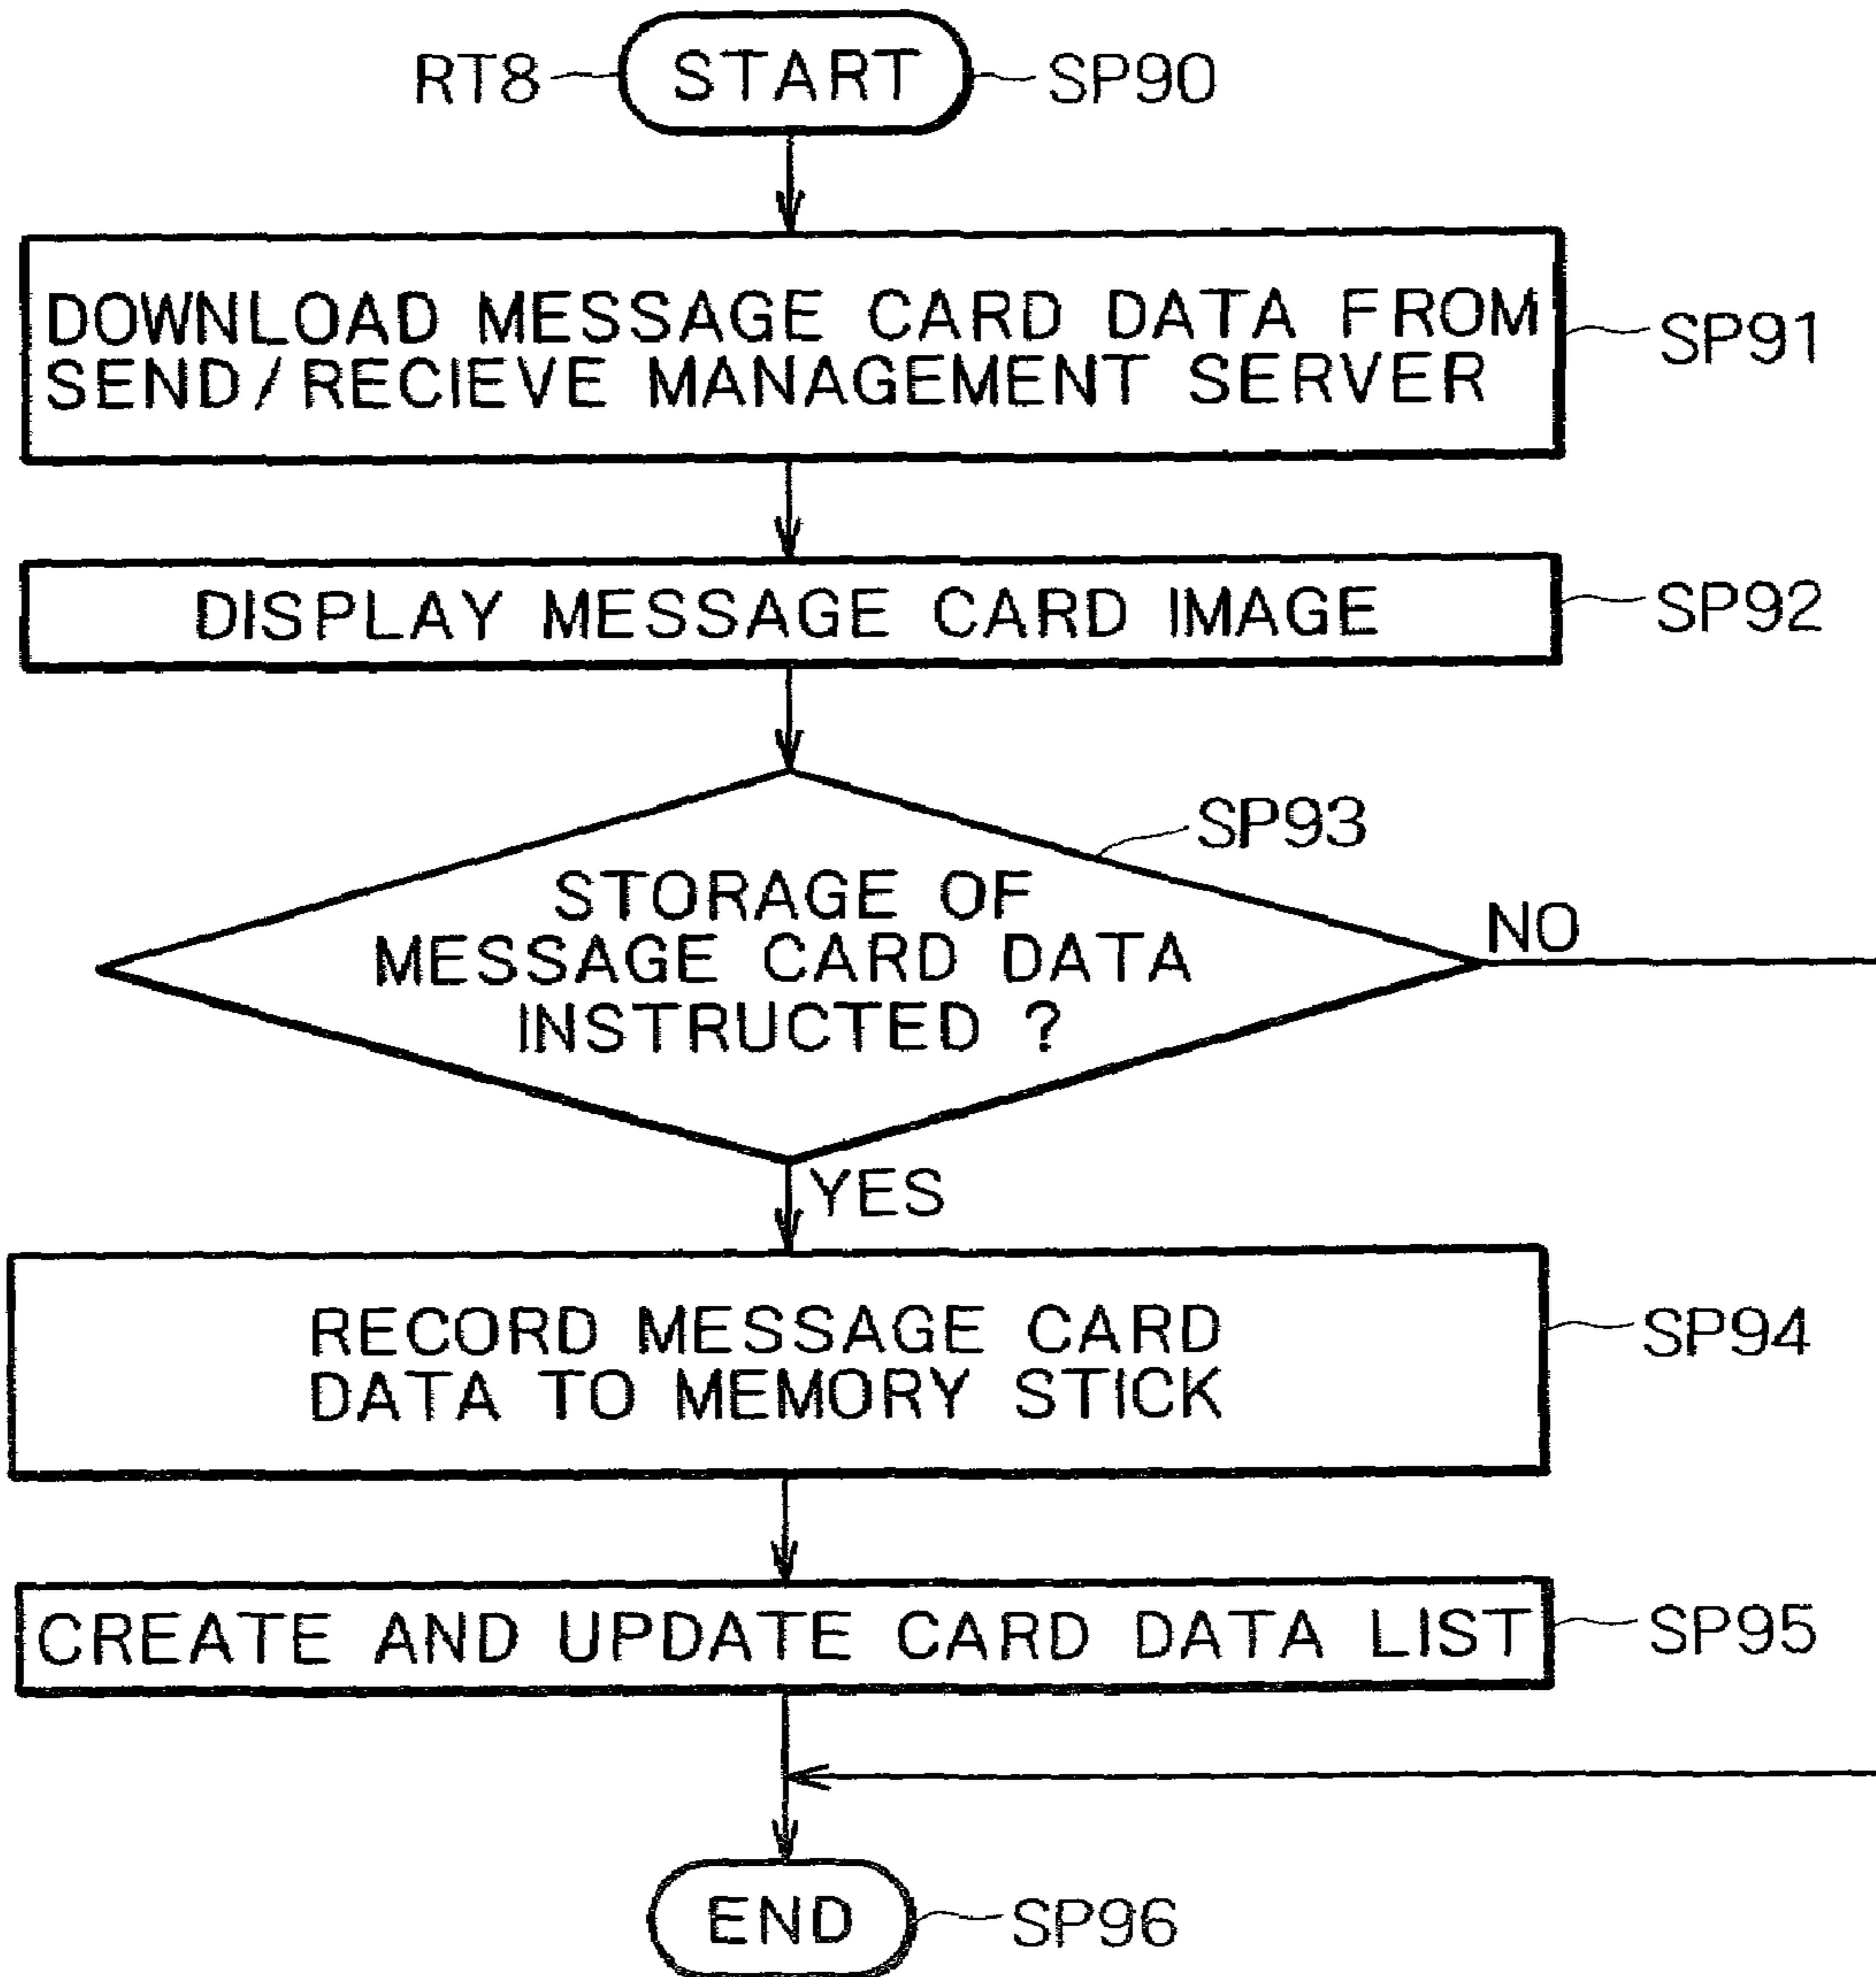 RT8 START SP90
DOWNLOAD MESSAGE CARD DATA FROM
SEND/RECIEVE MANAGEMENT SERVER
SP91
DISPLAY MESSAGE CARD IMAGE
SP92
SP93
STORAGE OF
MESSAGE CARD DATA
INSTRUCTED ?
NO
YES
RECORD MESSAGE CARD
DATA TO MEMORY STICK
SP94
CREATE AND UPDATE CARD DATA LIST
SP95
END SP96